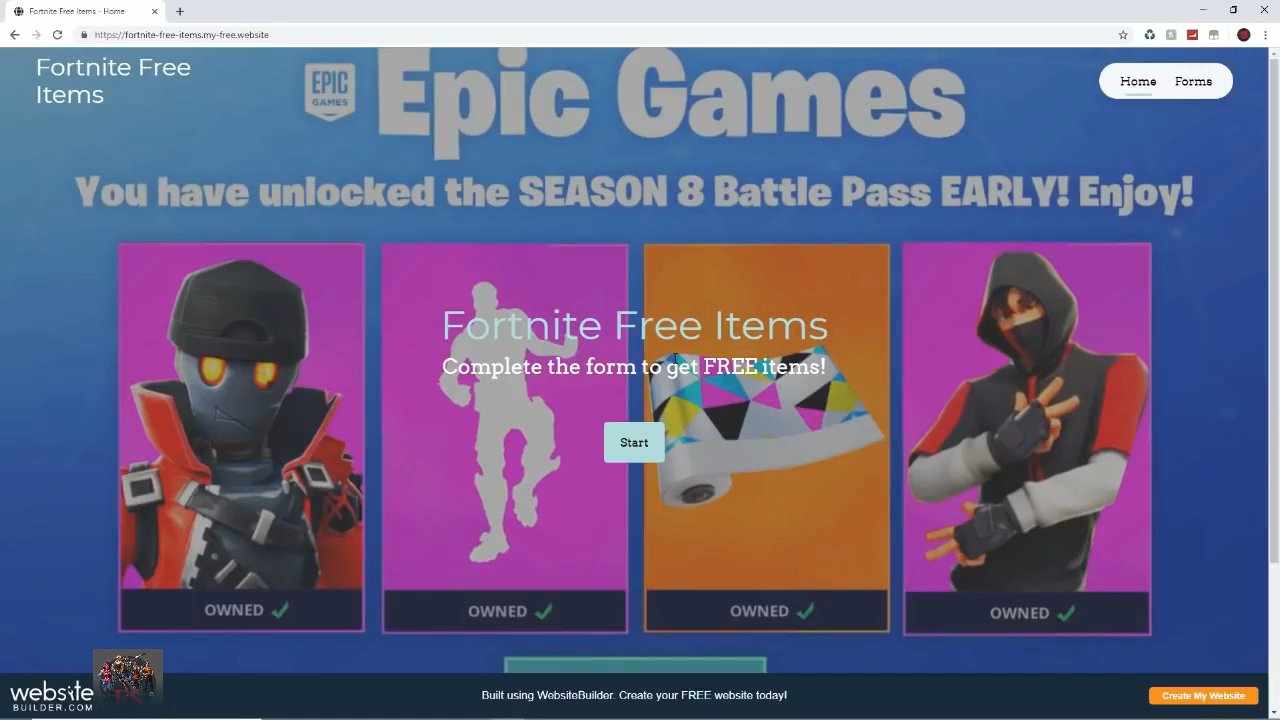 Fortnite Free Items - Home
https://fortnite-free-items.my-free.website
Fortnite Free
Items
Home
Forms
EPIC
GAMES
Epic Games
You have unlocked the SEASON 8 Battle Pass EARLY! Enjoy!
Fortnite Free Items
Complete the form to get FREE items!
Start
OWNED
OWNED
OWNED
OWNED
website
BUILDER.COM
Built using WebsiteBuilder. Create your FREE website today!
Create My Website